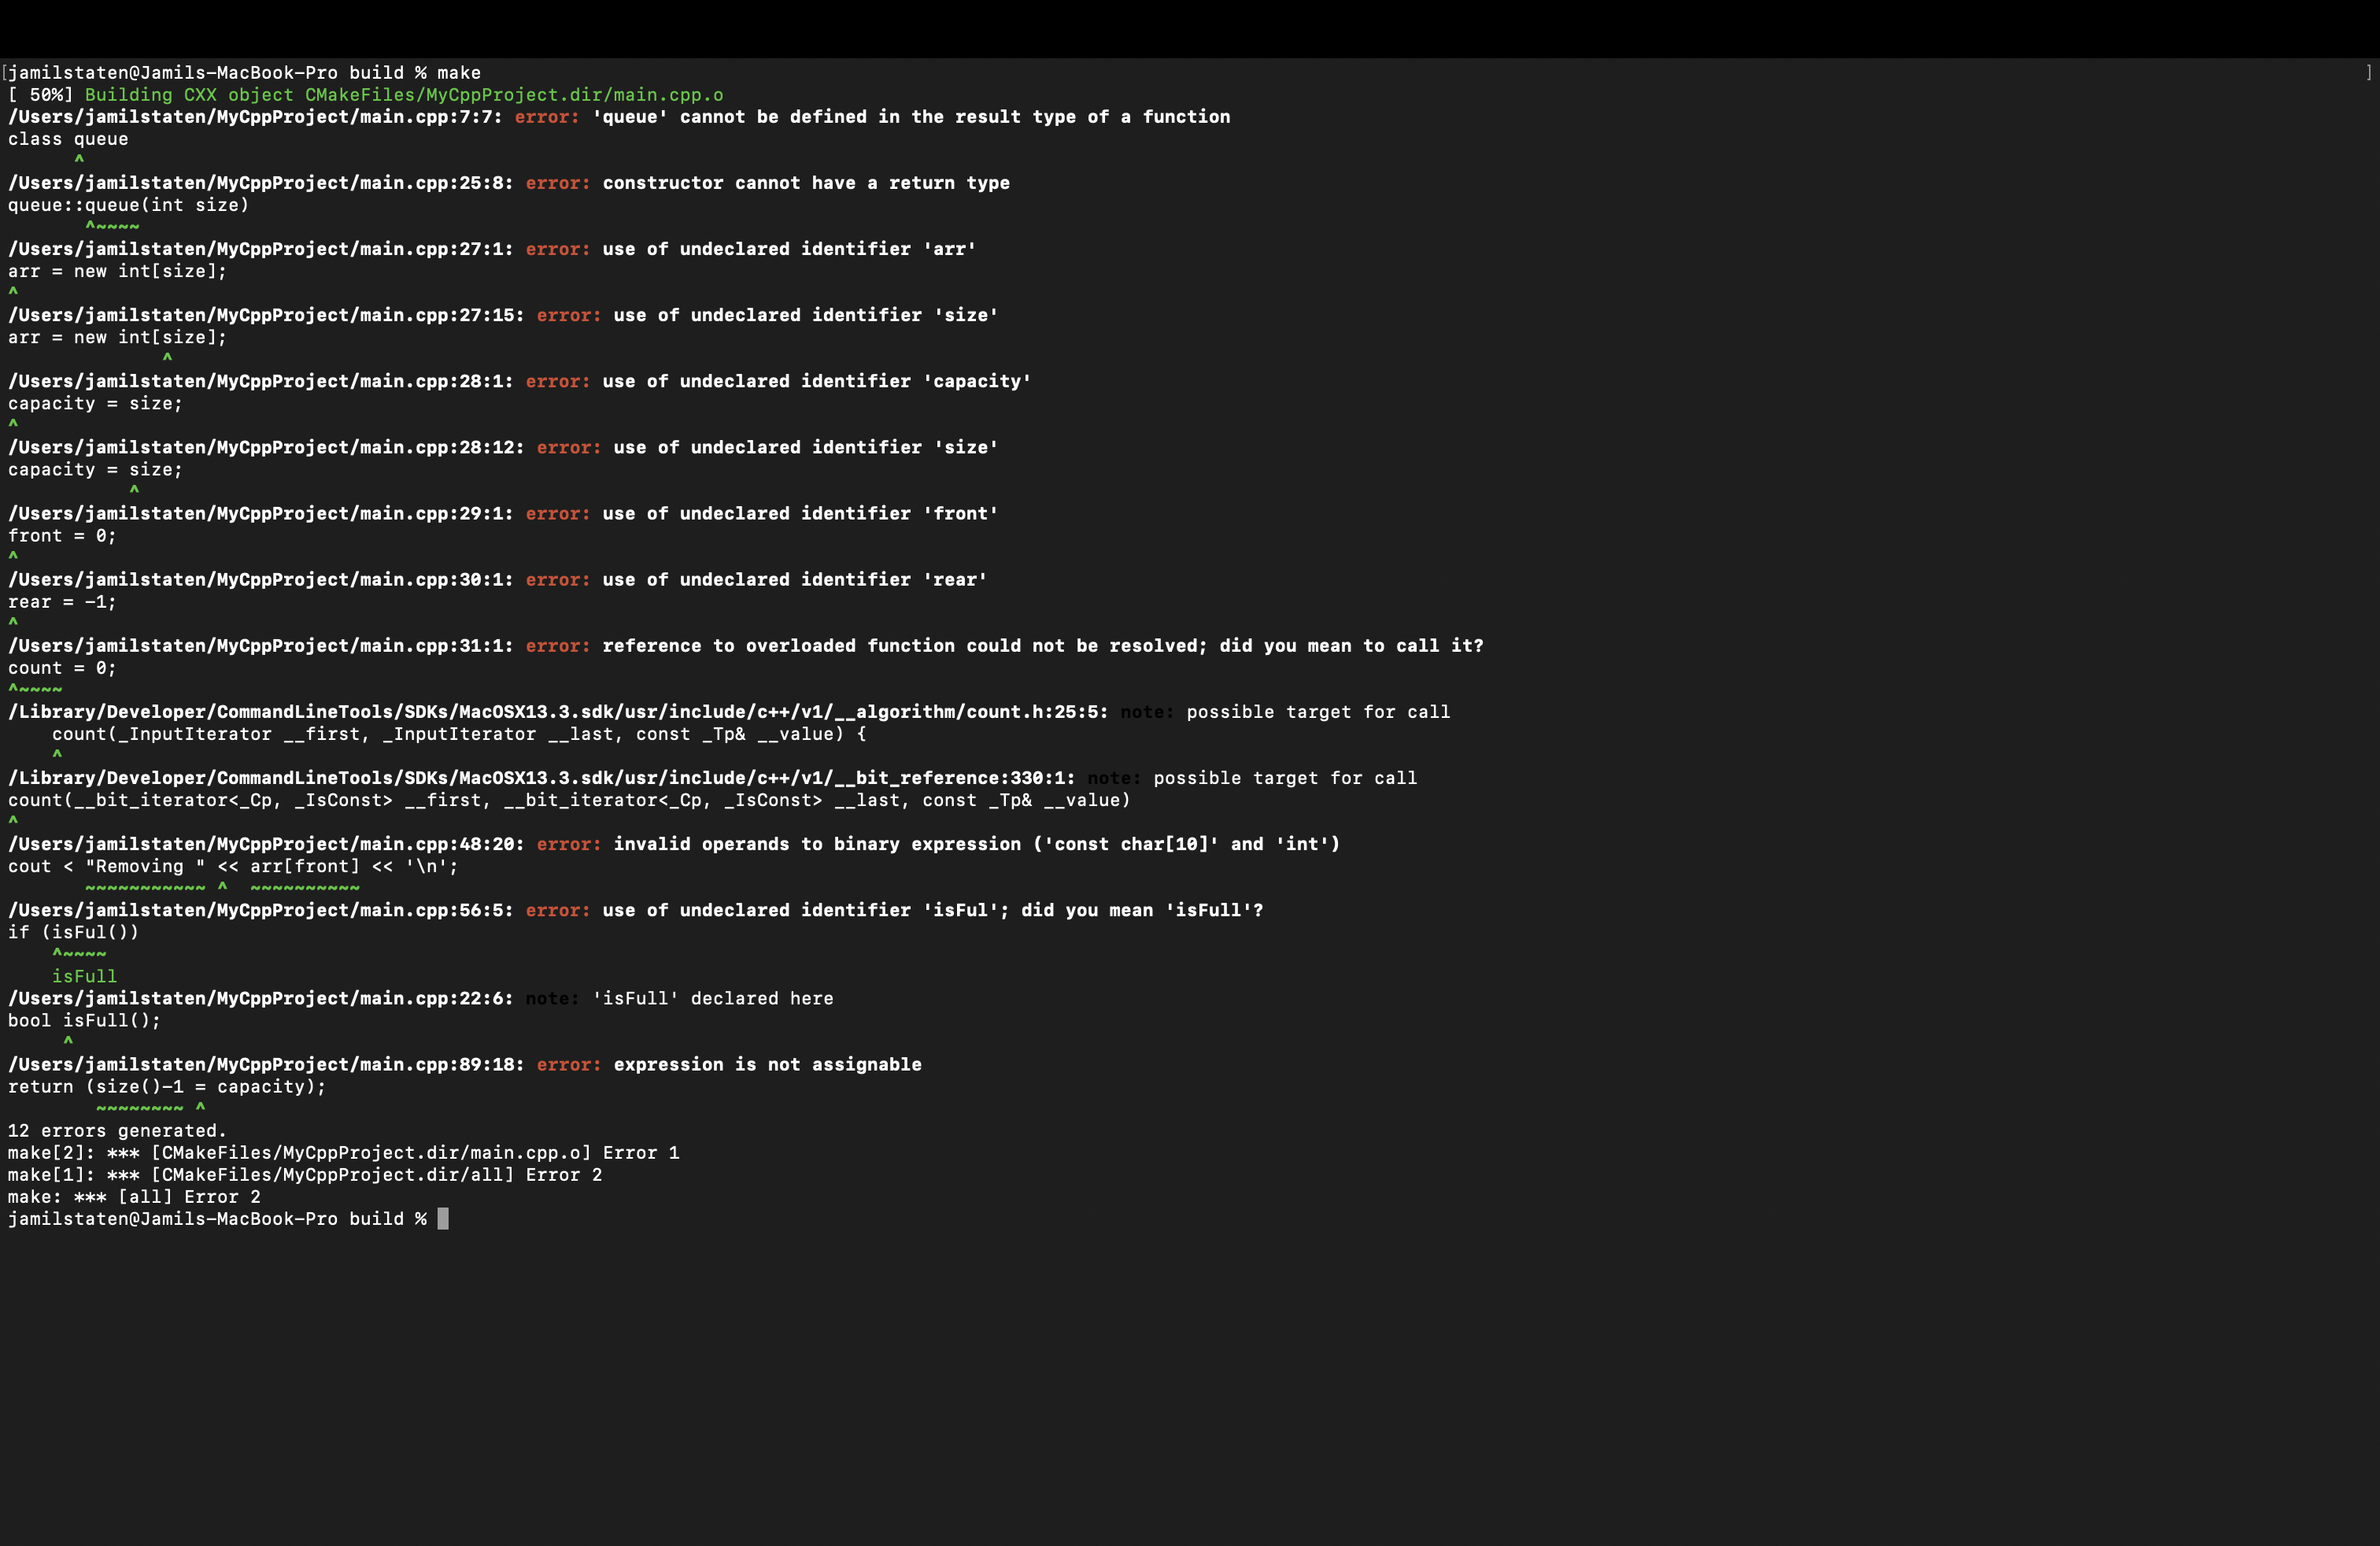 [jamilstaten@Jamils-MacBook-Pro build % make ]
[ 50%] Building CXX object CMakeFiles/MyCppProject.dir/main.cpp.o
/Users/jamilstaten/MyCppProject/main.cpp:7:7: error: 'queue' cannot be defined in the result type of a function
class queue
      ^
/Users/jamilstaten/MyCppProject/main.cpp:25:8: error: constructor cannot have a return type
queue::queue(int size)
       ^~~~~
/Users/jamilstaten/MyCppProject/main.cpp:27:1: error: use of undeclared identifier 'arr'
arr = new int[size];
^
/Users/jamilstaten/MyCppProject/main.cpp:27:15: error: use of undeclared identifier 'size'
arr = new int[size];
              ^
/Users/jamilstaten/MyCppProject/main.cpp:28:1: error: use of undeclared identifier 'capacity'
capacity = size;
^
/Users/jamilstaten/MyCppProject/main.cpp:28:12: error: use of undeclared identifier 'size'
capacity = size;
           ^
/Users/jamilstaten/MyCppProject/main.cpp:29:1: error: use of undeclared identifier 'front'
front = 0;
^
/Users/jamilstaten/MyCppProject/main.cpp:30:1: error: use of undeclared identifier 'rear'
rear = -1;
^
/Users/jamilstaten/MyCppProject/main.cpp:31:1: error: reference to overloaded function could not be resolved; did you mean to call it?
count = 0;
^~~~~
/Library/Developer/CommandLineTools/SDKs/MacOSX13.3.sdk/usr/include/c++/v1/__algorithm/count.h:25:5: note: possible target for call
    count(_InputIterator __first, _InputIterator __last, const _Tp& __value) {
    ^
/Library/Developer/CommandLineTools/SDKs/MacOSX13.3.sdk/usr/include/c++/v1/__bit_reference:330:1: note: possible target for call
count(__bit_iterator<_Cp, _IsConst> __first, __bit_iterator<_Cp, _IsConst> __last, const _Tp& __value)
^
/Users/jamilstaten/MyCppProject/main.cpp:48:20: error: invalid operands to binary expression ('const char[10]' and 'int')
cout < "Removing " << arr[front] << '\n';
       ~~~~~~~~~~~ ^  ~~~~~~~~~~
/Users/jamilstaten/MyCppProject/main.cpp:56:5: error: use of undeclared identifier 'isFul'; did you mean 'isFull'?
if (isFul())
    ^~~~~
    isFull
/Users/jamilstaten/MyCppProject/main.cpp:22:6: note: 'isFull' declared here
bool isFull();
     ^
/Users/jamilstaten/MyCppProject/main.cpp:89:18: error: expression is not assignable
return (size()-1 = capacity);
        ~~~~~~~~ ^
12 errors generated.
make[2]: *** [CMakeFiles/MyCppProject.dir/main.cpp.o] Error 1
make[1]: *** [CMakeFiles/MyCppProject.dir/all] Error 2
make: *** [all] Error 2
jamilstaten@Jamils-MacBook-Pro build %